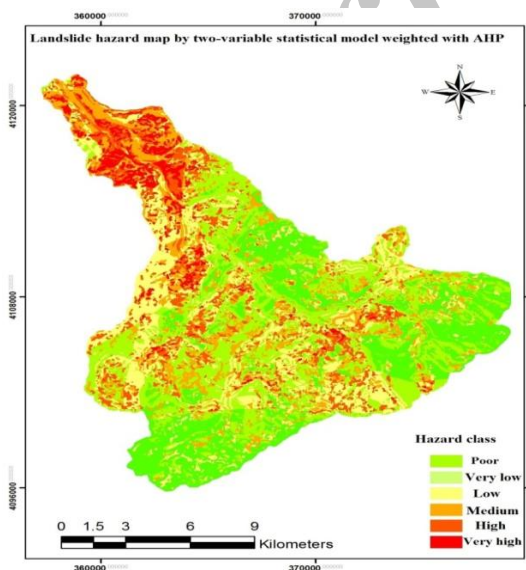 360000 370000
Landslide hazard map by two-variable statistical model weighted with AHP
N
W E
S
4120000
4108000
4096000
Hazard class
Poor
Very low
Low
Medium
High
Very high
0 1.5 3 6 9
Kilometers
360000 370000